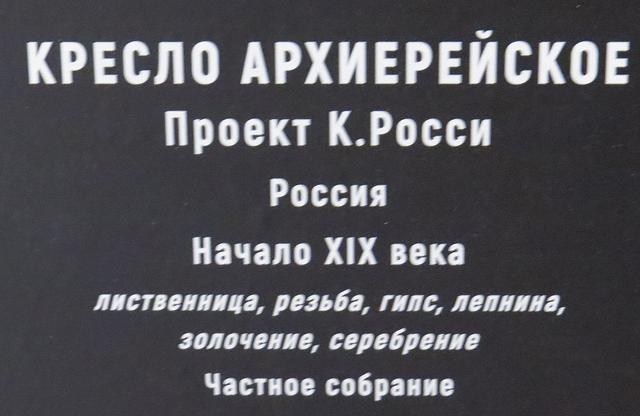 КРЕСЛО АРХИЕРЕЙСКОЕ
Проект К.Росси
Россия
Начало XIX века
лиственница, резьба, гипс, лепнина,
золочение, серебрение
Частное собрание